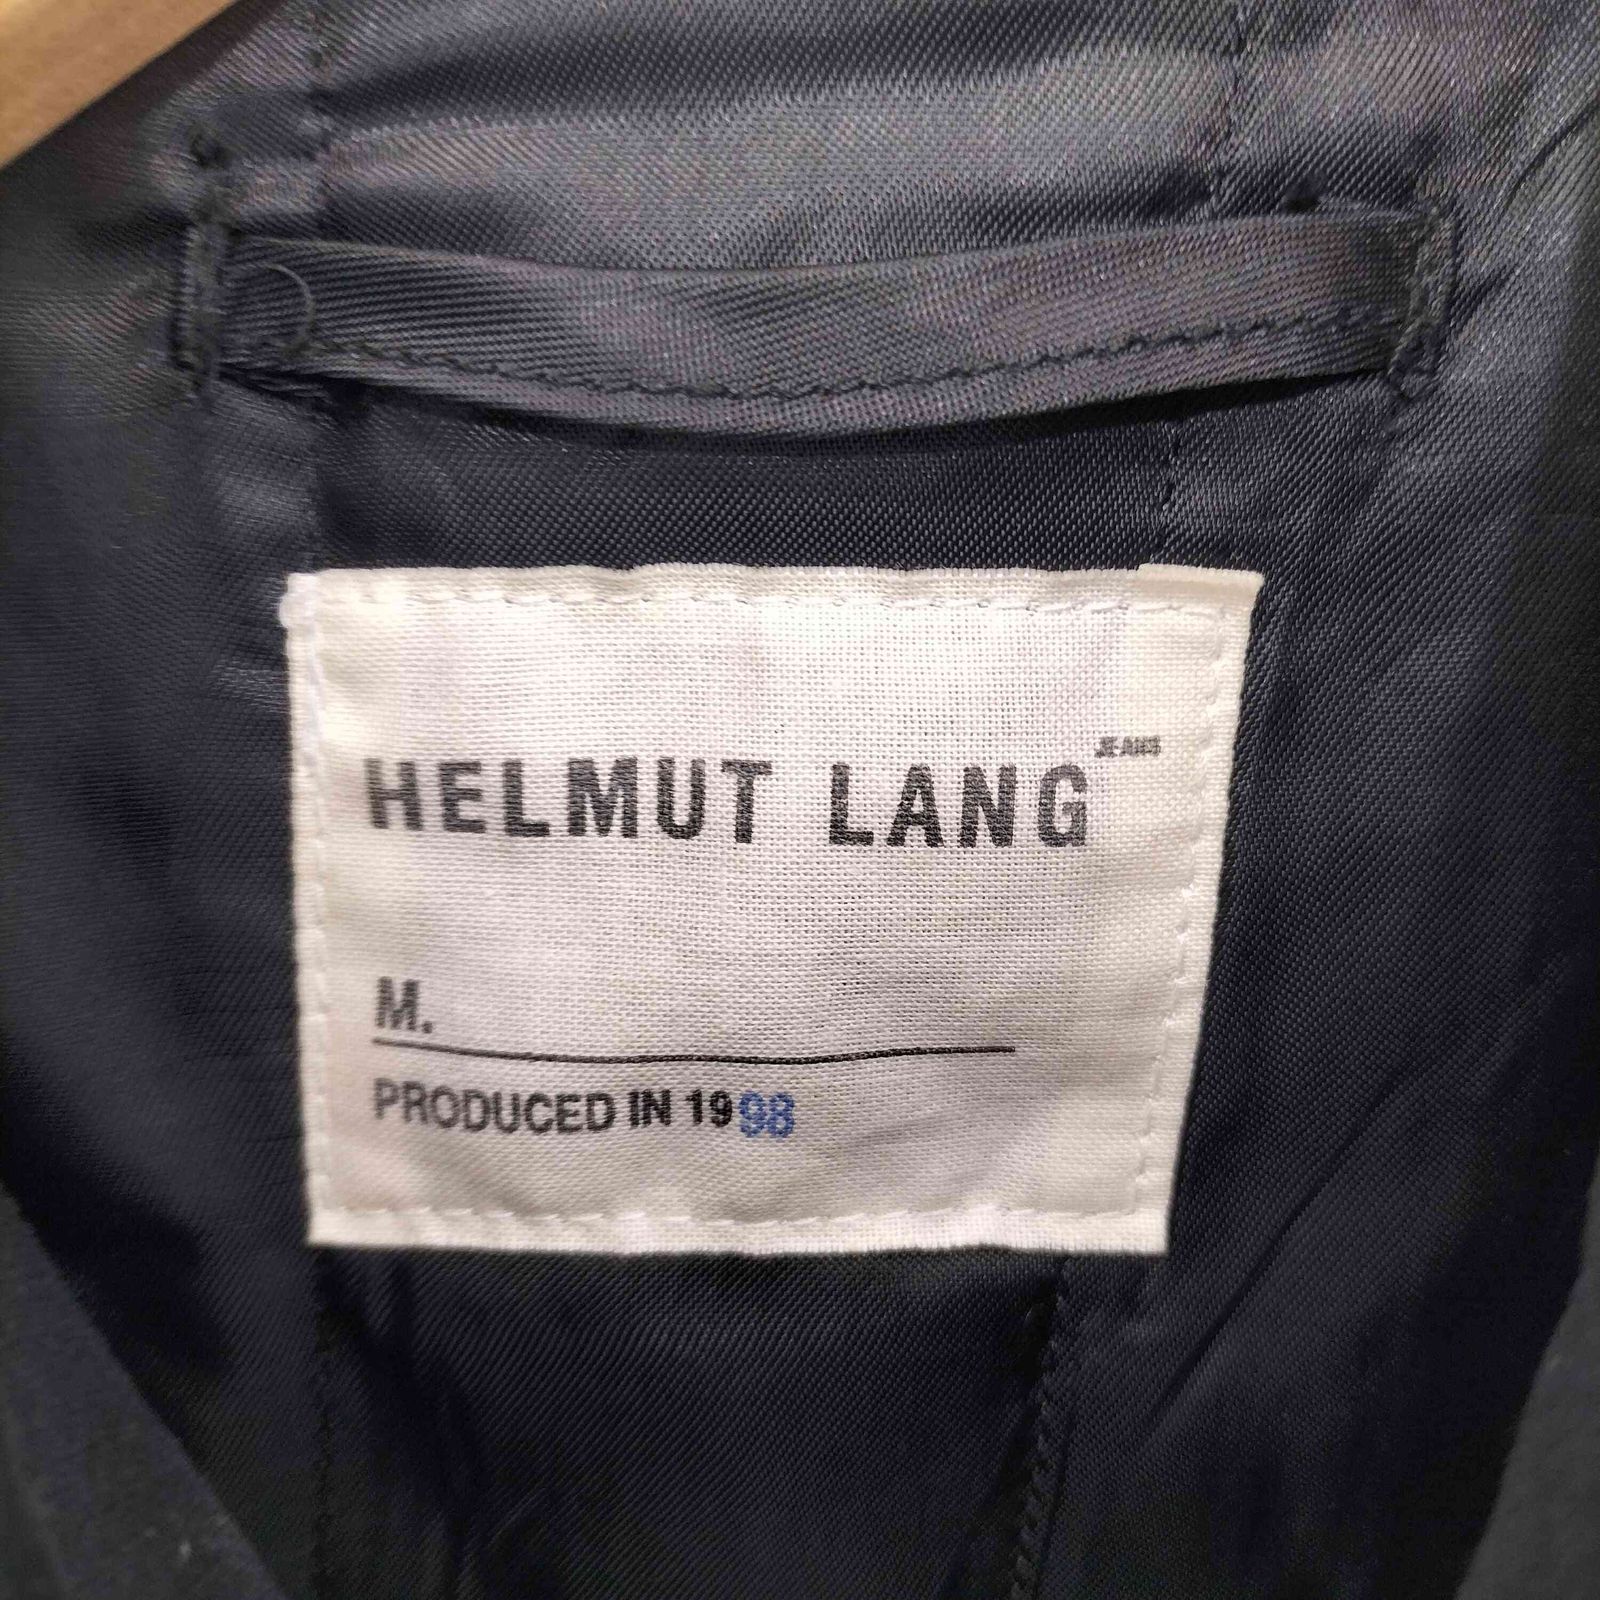 HELMUT LANG JEANS
M.
PRODUCED IN 1998